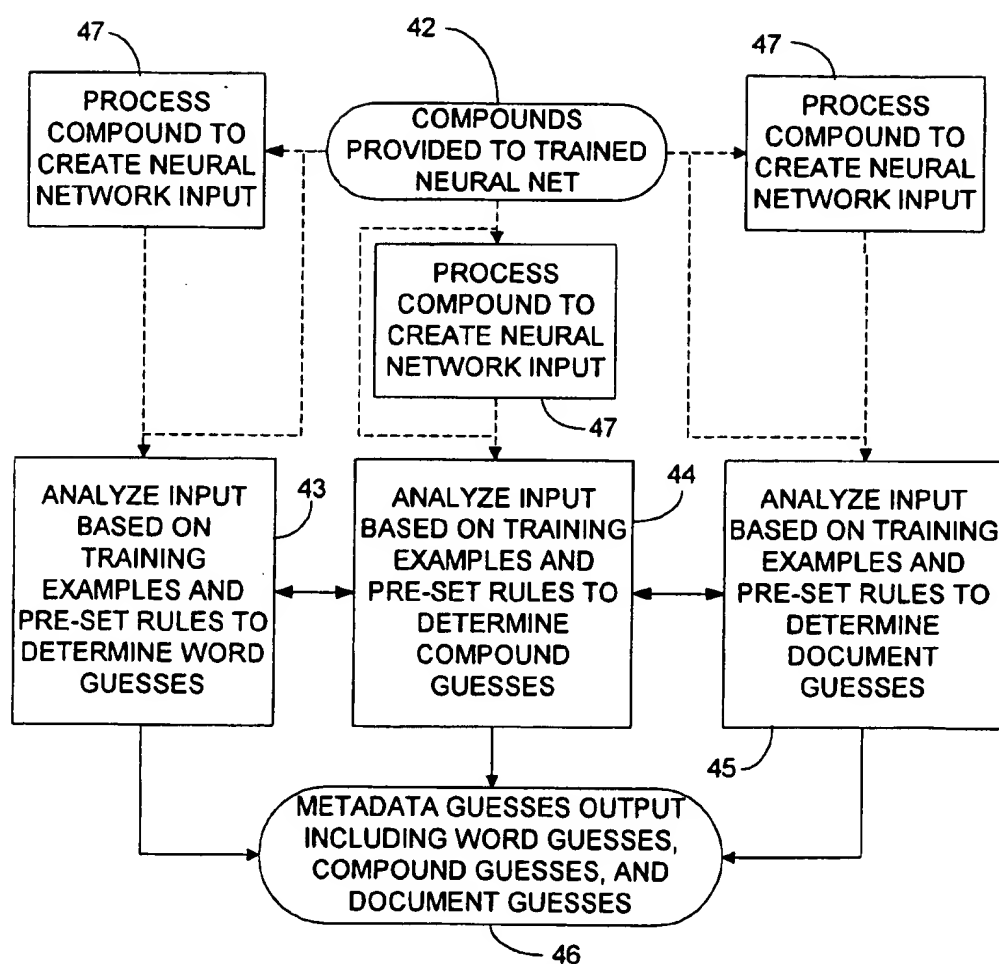 47
42
47
PROCESS
COMPOUND TO
CREATE NEURAL
NETWORK INPUT
COMPOUNDS
PROVIDED TO TRAINED
NEURAL NET
PROCESS
COMPOUND TO
CREATE NEURAL
NETWORK INPUT
PROCESS
COMPOUND TO
CREATE NEURAL
NETWORK INPUT
47
ANALYZE INPUT
BASED ON
TRAINING
EXAMPLES AND
PRE-SET RULES TO
DETERMINE WORD
GUESSES
43
ANALYZE INPUT
BASED ON TRAINING
EXAMPLES AND
PRE-SET RULES TO
DETERMINE
COMPOUND
GUESSES
44
ANALYZE INPUT
BASED ON TRAINING
EXAMPLES AND
PRE-SET RULES TO
DETERMINE
DOCUMENT
GUESSES
45
METADATA GUESSES OUTPUT
INCLUDING WORD GUESSES,
COMPOUND GUESSES, AND
DOCUMENT GUESSES
46